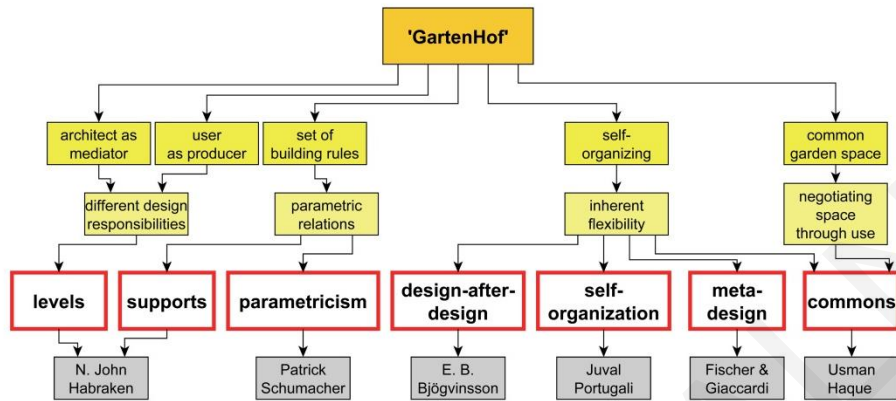 'GartenHof'
architect as
mediator
user
as producer
set of
building rules
self-
organizing
common
garden space
different design
responsibilities
parametric
relations
inherent
flexibility
negotiating
space
through use
levels
supports
parametricism
design-after-
design
self-
organization
meta-
design
commons
N. John
Habraken
Patrick
Schumacher
E. B.
Bjögvinsson
Juval
Portugali
Fischer &
Giaccardi
Usman
Haque